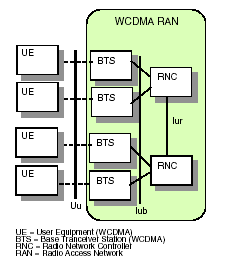 WCDMA RAN
UE
BTS
RNC
UE
BTS
Iur
UE
BTS
RNC
UE
BTS
Uu
Iub
UE = User Equipment (WCDMA)
BTS = Base Tranceivet Station (WCDMA)
RNC = Radio Network Controller
RAN = Radio Access Network